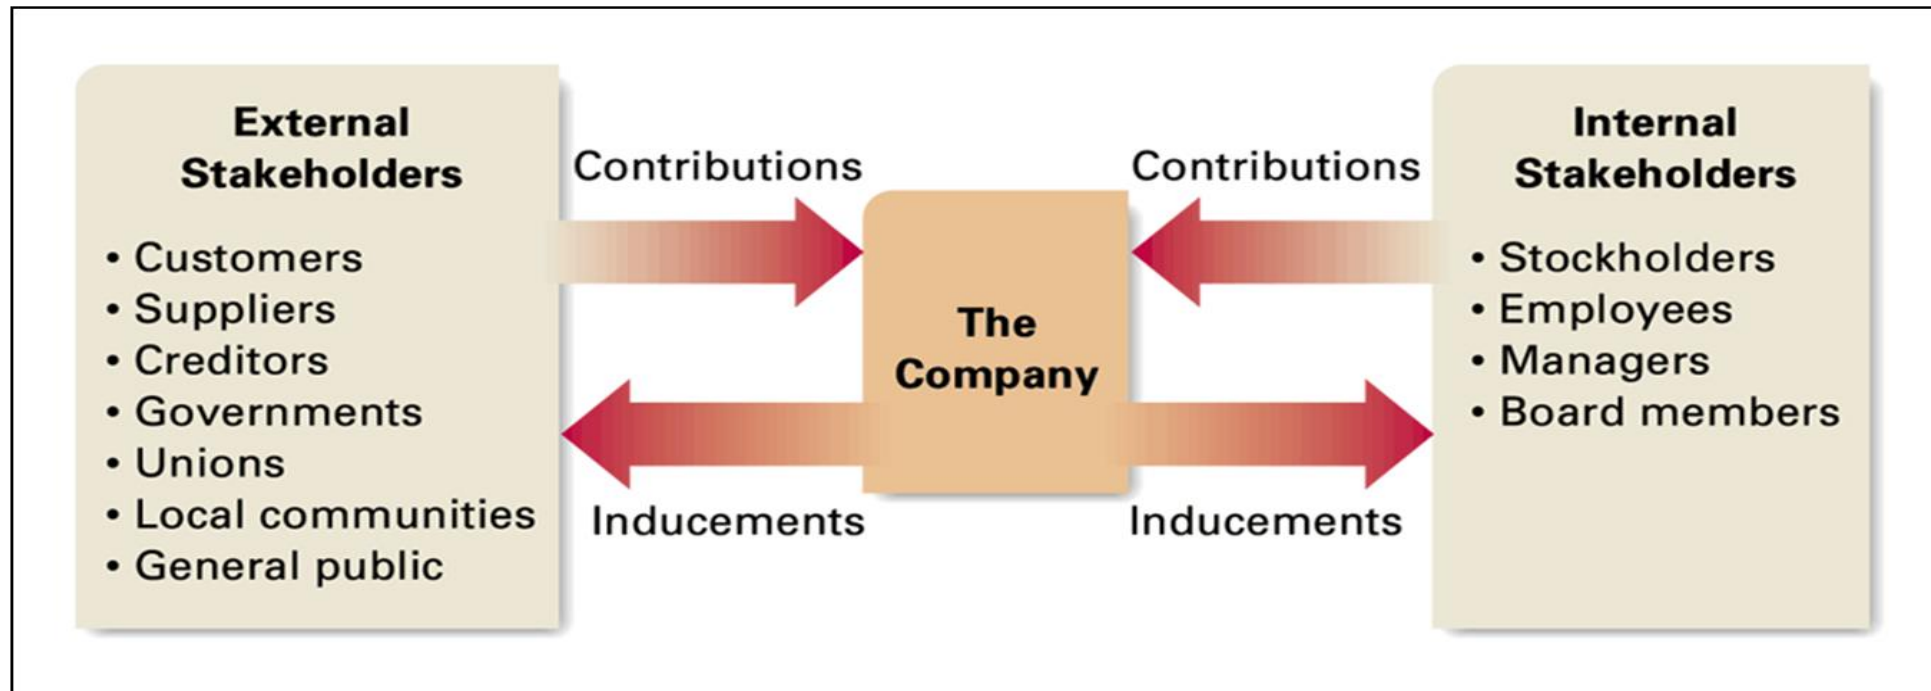 External
Stakeholders
• Customers
• Suppliers
• Creditors
• Governments
• Unions
• Local communities
• General public
Contributions
Inducements
The
Company
Contributions
Inducements
Internal
Stakeholders
• Stockholders
• Employees
• Managers
• Board members